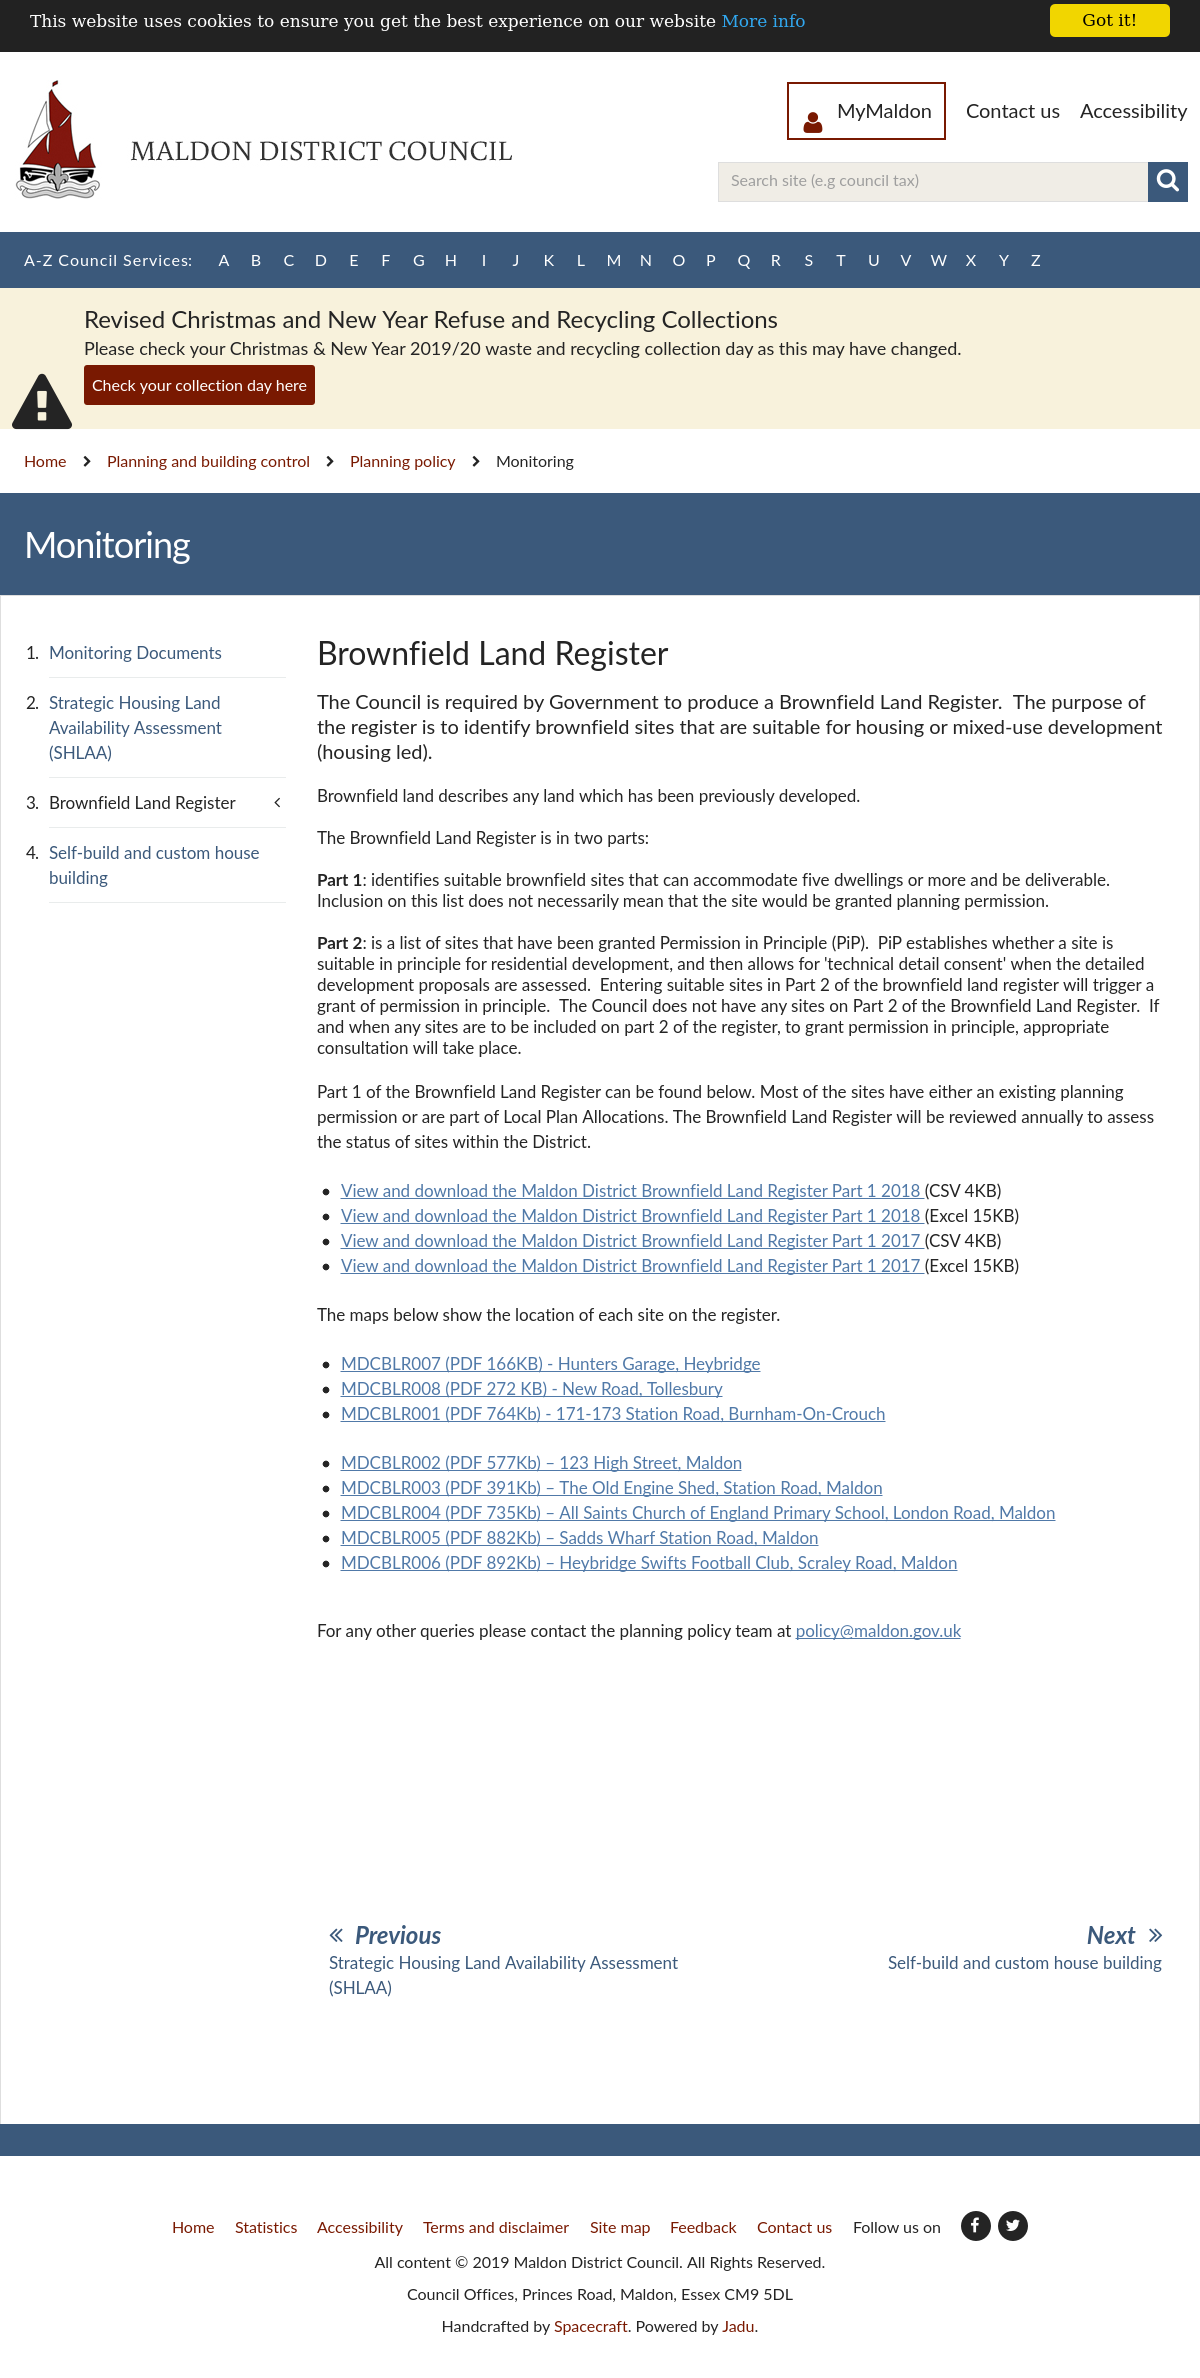 This website uses cookies to ensure you get the best experience on our website More info
Got it!
MALDON DISTRICT COUNCIL
MyMaldon
Contact us
Accessibility
Search site (e.g council tax)
A-Z Council Services: A B C D E F G H I J K L M N O P Q R S T U V W X Y Z
Revised Christmas and New Year Refuse and Recycling Collections
Please check your Christmas & New Year 2019/20 waste and recycling collection day as this may have changed.
Check your collection day here
Home > Planning and building control > Planning policy > Monitoring
Monitoring
1. Monitoring Documents
2. Strategic Housing Land
Availability Assessment
(SHLAA)
3. Brownfield Land Register
4. Self-build and custom house
building
Brownfield Land Register
The Council is required by Government to produce a Brownfield Land Register.  The purpose of
the register is to identify brownfield sites that are suitable for housing or mixed-use development
(housing led).
Brownfield land describes any land which has been previously developed.
The Brownfield Land Register is in two parts:
Part 1: identifies suitable brownfield sites that can accommodate five dwellings or more and be deliverable.
Inclusion on this list does not necessarily mean that the site would be granted planning permission.
Part 2: is a list of sites that have been granted Permission in Principle (PiP).  PiP establishes whether a site is
suitable in principle for residential development, and then allows for 'technical detail consent' when the detailed
development proposals are assessed.  Entering suitable sites in Part 2 of the brownfield land register will trigger a
grant of permission in principle.  The Council does not have any sites on Part 2 of the Brownfield Land Register.  If
and when any sites are to be included on part 2 of the register, to grant permission in principle, appropriate
consultation will take place.
Part 1 of the Brownfield Land Register can be found below. Most of the sites have either an existing planning
permission or are part of Local Plan Allocations. The Brownfield Land Register will be reviewed annually to assess
the status of sites within the District.
• View and download the Maldon District Brownfield Land Register Part 1 2018 (CSV 4KB)
• View and download the Maldon District Brownfield Land Register Part 1 2018 (Excel 15KB)
• View and download the Maldon District Brownfield Land Register Part 1 2017 (CSV 4KB)
• View and download the Maldon District Brownfield Land Register Part 1 2017 (Excel 15KB)
The maps below show the location of each site on the register.
• MDCBLR007 (PDF 166KB) - Hunters Garage, Heybridge
• MDCBLR008 (PDF 272 KB) - New Road, Tollesbury
• MDCBLR001 (PDF 764Kb) - 171-173 Station Road, Burnham-On-Crouch
• MDCBLR002 (PDF 577Kb) – 123 High Street, Maldon
• MDCBLR003 (PDF 391Kb) – The Old Engine Shed, Station Road, Maldon
• MDCBLR004 (PDF 735Kb) – All Saints Church of England Primary School, London Road, Maldon
• MDCBLR005 (PDF 882Kb) – Sadds Wharf Station Road, Maldon
• MDCBLR006 (PDF 892Kb) – Heybridge Swifts Football Club, Scraley Road, Maldon
For any other queries please contact the planning policy team at policy@maldon.gov.uk
« Previous
Strategic Housing Land Availability Assessment
(SHLAA)
Next »
Self-build and custom house building
Home Statistics Accessibility Terms and disclaimer Site map Feedback Contact us Follow us on
All content © 2019 Maldon District Council. All Rights Reserved.
Council Offices, Princes Road, Maldon, Essex CM9 5DL
Handcrafted by Spacecraft. Powered by Jadu.